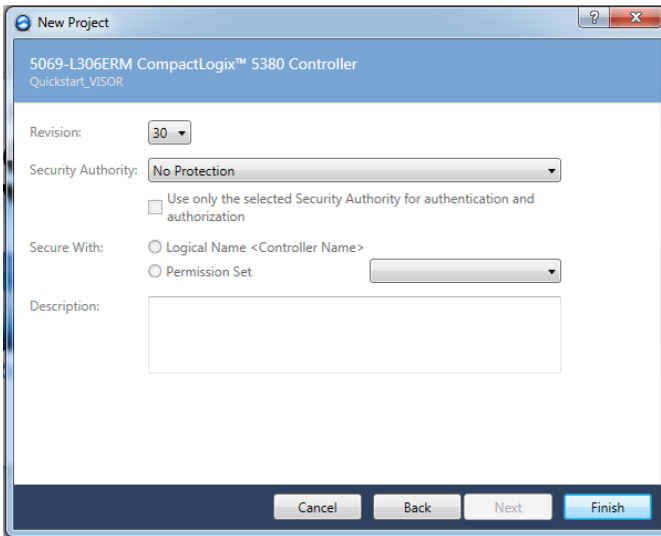 New Project
5069-L306ERM CompactLogix™ 5380 Controller
Quickstart_VISOR
Revision:
30
Security Authority:
No Protection
Use only the selected Security Authority for authentication and
authorization
Secure With:
Logical Name <Controller Name>
Permission Set
Description:
Cancel
Back
Next
Finish